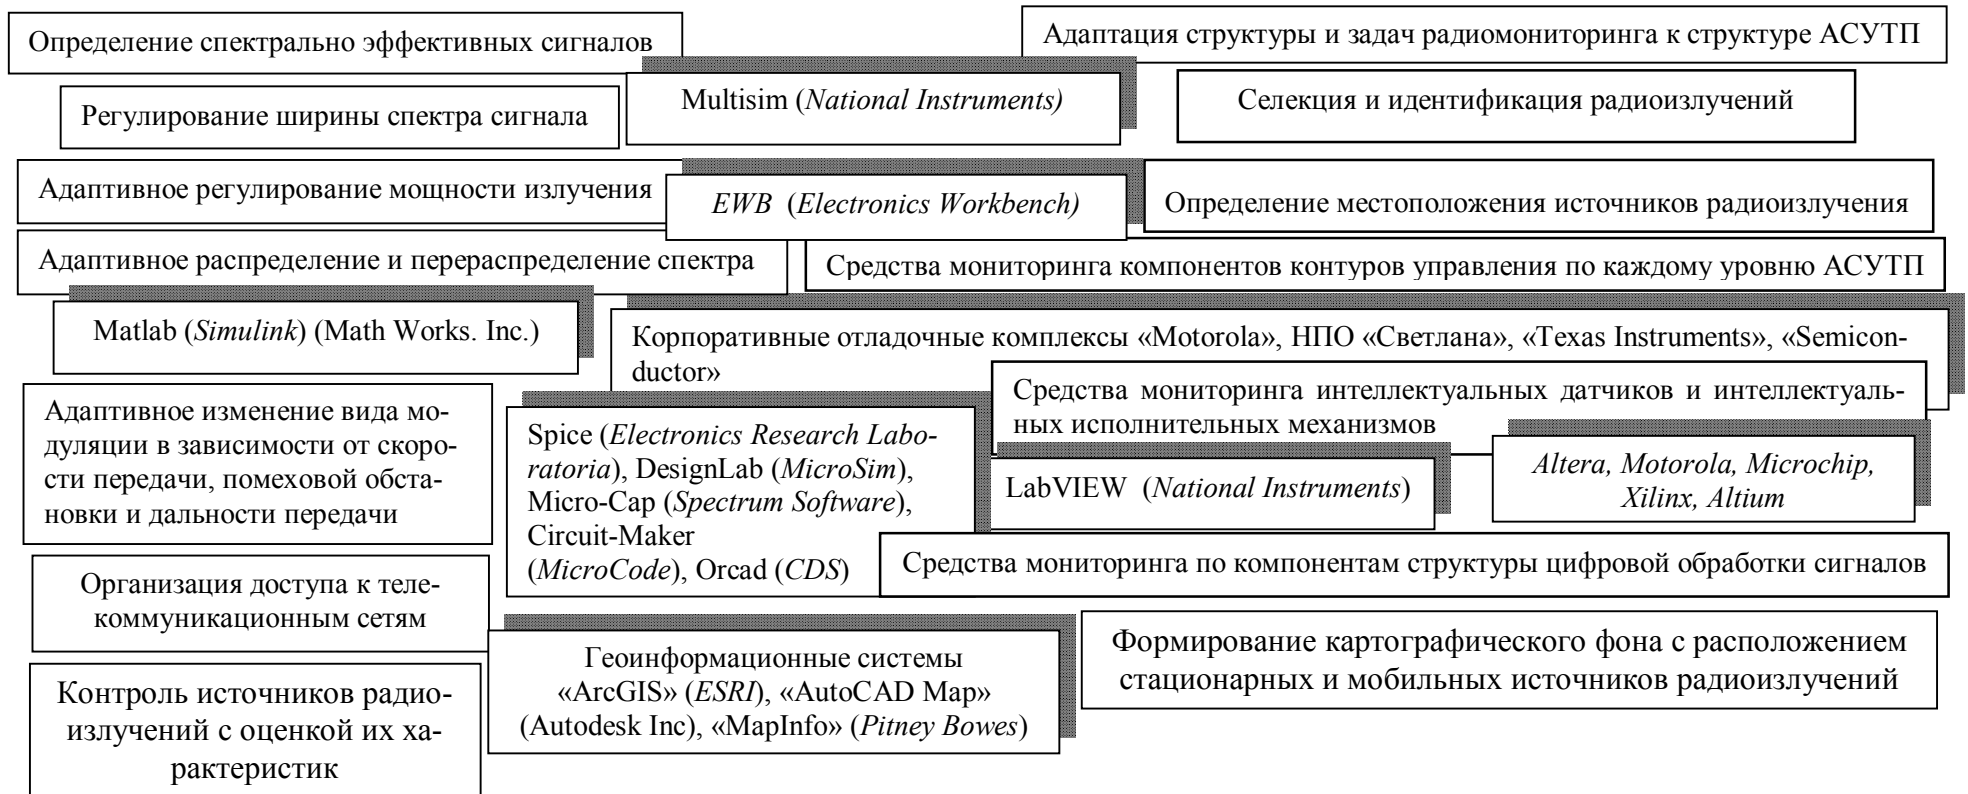 Определение спектрально эффективных сигналов
Адаптация структуры и задач радиомониторинга к структуре АСУТП
Multisim (National Instruments)
Селекция и идентификация радиоизлучений
Регулирование ширины спектра сигнала
Адаптивное регулирование мощности излучения
EWB (Electronics Workbench)
Определение местоположения источников радиоизлучения
Адаптивное распределение и перераспределение спектра
Средства мониторинга компонентов контуров управления по каждому уровню АСУТП
Matlab (Simulink) (Math Works. Inc.)
Корпоративные отладочные комплексы «Motorola», НПО «Светлана», «Texas Instruments», «Semicon-
ductor»
Средства мониторинга интеллектуальных датчиков и интеллектуаль-
ных исполнительных механизмов
Адаптивное изменение вида мо-
дуляции в зависимости от скоро-
сти передачи, помеховой обста-
новки и дальности передачи
Spice (Electronics Research Labo-
ratoria), DesignLab (MicroSim),
Micro-Cap (Spectrum Software),
Circuit-Maker
(MicroCode), Orcad (CDS)
LabVIEW (National Instruments)
Altera, Motorola, Microchip,
Xilinx, Altium
Средства мониторинга по компонентам структуры цифровой обработки сигналов
Организация доступа к теле-
коммуникационным сетям
Геоинформационные системы
«ArcGIS» (ESRI), «AutoCAD Map»
(Autodesk Inc), «MapInfo» (Pitney Bowes)
Формирование картографического фона с расположением
стационарных и мобильных источников радиоизлучений
Контроль источников радио-
излучений с оценкой их ха-
рактеристик